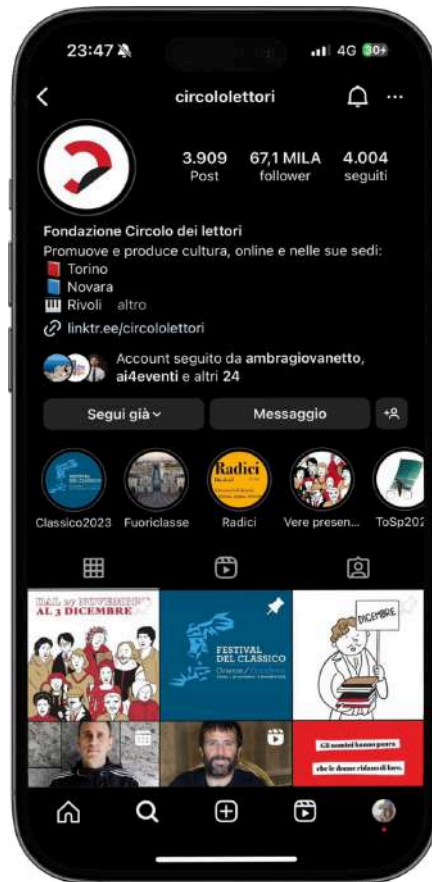 23:47
4G
30
circololettori
3.909
67,1 MILA
4.004
Post
follower
seguiti
Fondazione Circolo dei lettori
Promuove e produce cultura, online e nelle sue sedi:
Torino
Novara
Rivoli altro
linktr.ee/circololettori
Account seguito da ambragiovanetto,
ai4eventi e altri 24
Segui già
Messaggio
Radici
Classico2023
Fuoriclasse
Radici
Vere presen...
ToSp202
DAL 27 NOVEMBRE
AL 3 DICEMBRE
FESTIVAL
DEL CLASSICO
DICEMBRE
Gli uomini hanno paura
che le donne ridano di loro.